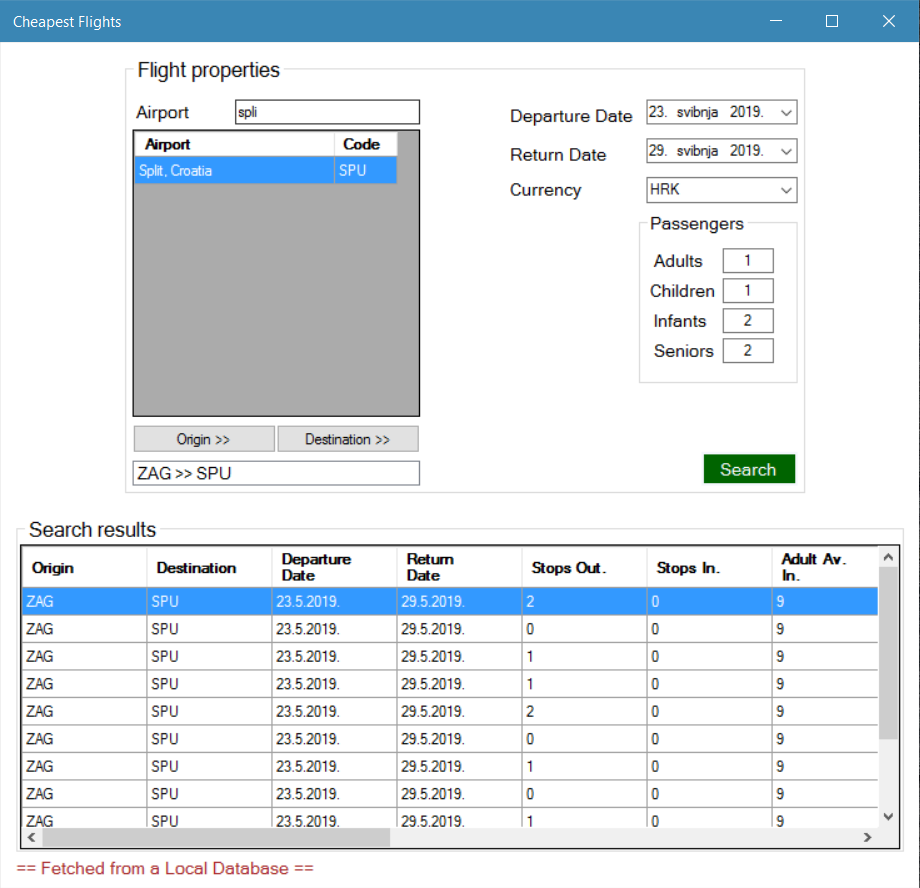 Cheapest Flights
Flight properties
Airport spli
Airport Code
Split, Croatia SPU
Origin >> Destination >>
ZAG >> SPU
Departure Date 23. svibnja 2019.
Return Date 29. svibnja 2019.
Currency HRK
Passengers
Adults 1
Children 1
Infants 2
Seniors 2
Search
Search results
Origin Destination Departure Date Return Date Stops Out. Stops In. Adult Av. In.
ZAG SPU 23.5.2019. 29.5.2019. 2 0 9
ZAG SPU 23.5.2019. 29.5.2019. 0 0 9
ZAG SPU 23.5.2019. 29.5.2019. 1 0 9
ZAG SPU 23.5.2019. 29.5.2019. 1 0 9
ZAG SPU 23.5.2019. 29.5.2019. 2 0 9
ZAG SPU 23.5.2019. 29.5.2019. 0 0 9
ZAG SPU 23.5.2019. 29.5.2019. 1 0 9
ZAG SPU 23.5.2019. 29.5.2019. 0 0 9
ZAG SPU 23.5.2019. 29.5.2019. 1 0 9
== Fetched from a Local Database ==